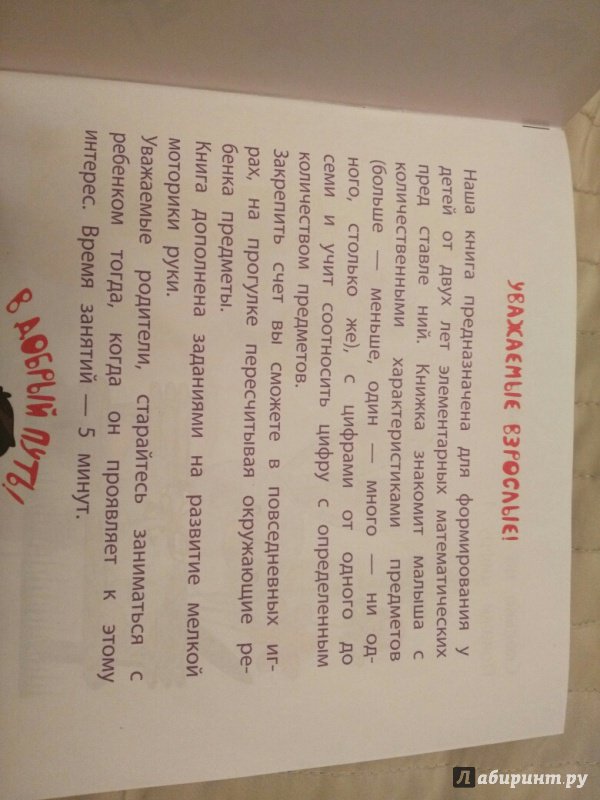 УВАЖАЕМЫЕ ВЗРОСЛЫЕ!
Наша книга предназначена для формирования у
детей от двух лет элементарных математических
пред ставле ний. Книжка знакомит малыша с
количественными характеристиками предметов
(больше — меньше, один — много — ни од-
ного, столько же), с цифрами от одного до
семи и учит соотносить цифру с определенным
количеством предметов.
Закрепить счет вы сможете в повседневных иг-
рах, на прогулке пересчитывая окружающие ре-
бенка предметы.
Книга дополнена заданиями на развитие мелкой
моторики руки.
Уважаемые родители, старайтесь заниматься с
ребенком тогда, когда он проявляет к этому
интерес. Время занятий — 5 минут.
В ДОБРЫЙ ПУТЬ!
Лабиринт.ру